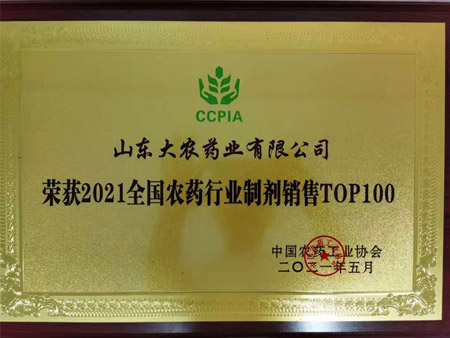 CCPIA
山东大农药业有限公司
荣获2021全国农药行业制剂销售TOP100
中国农药工业协会
二〇二一年五月